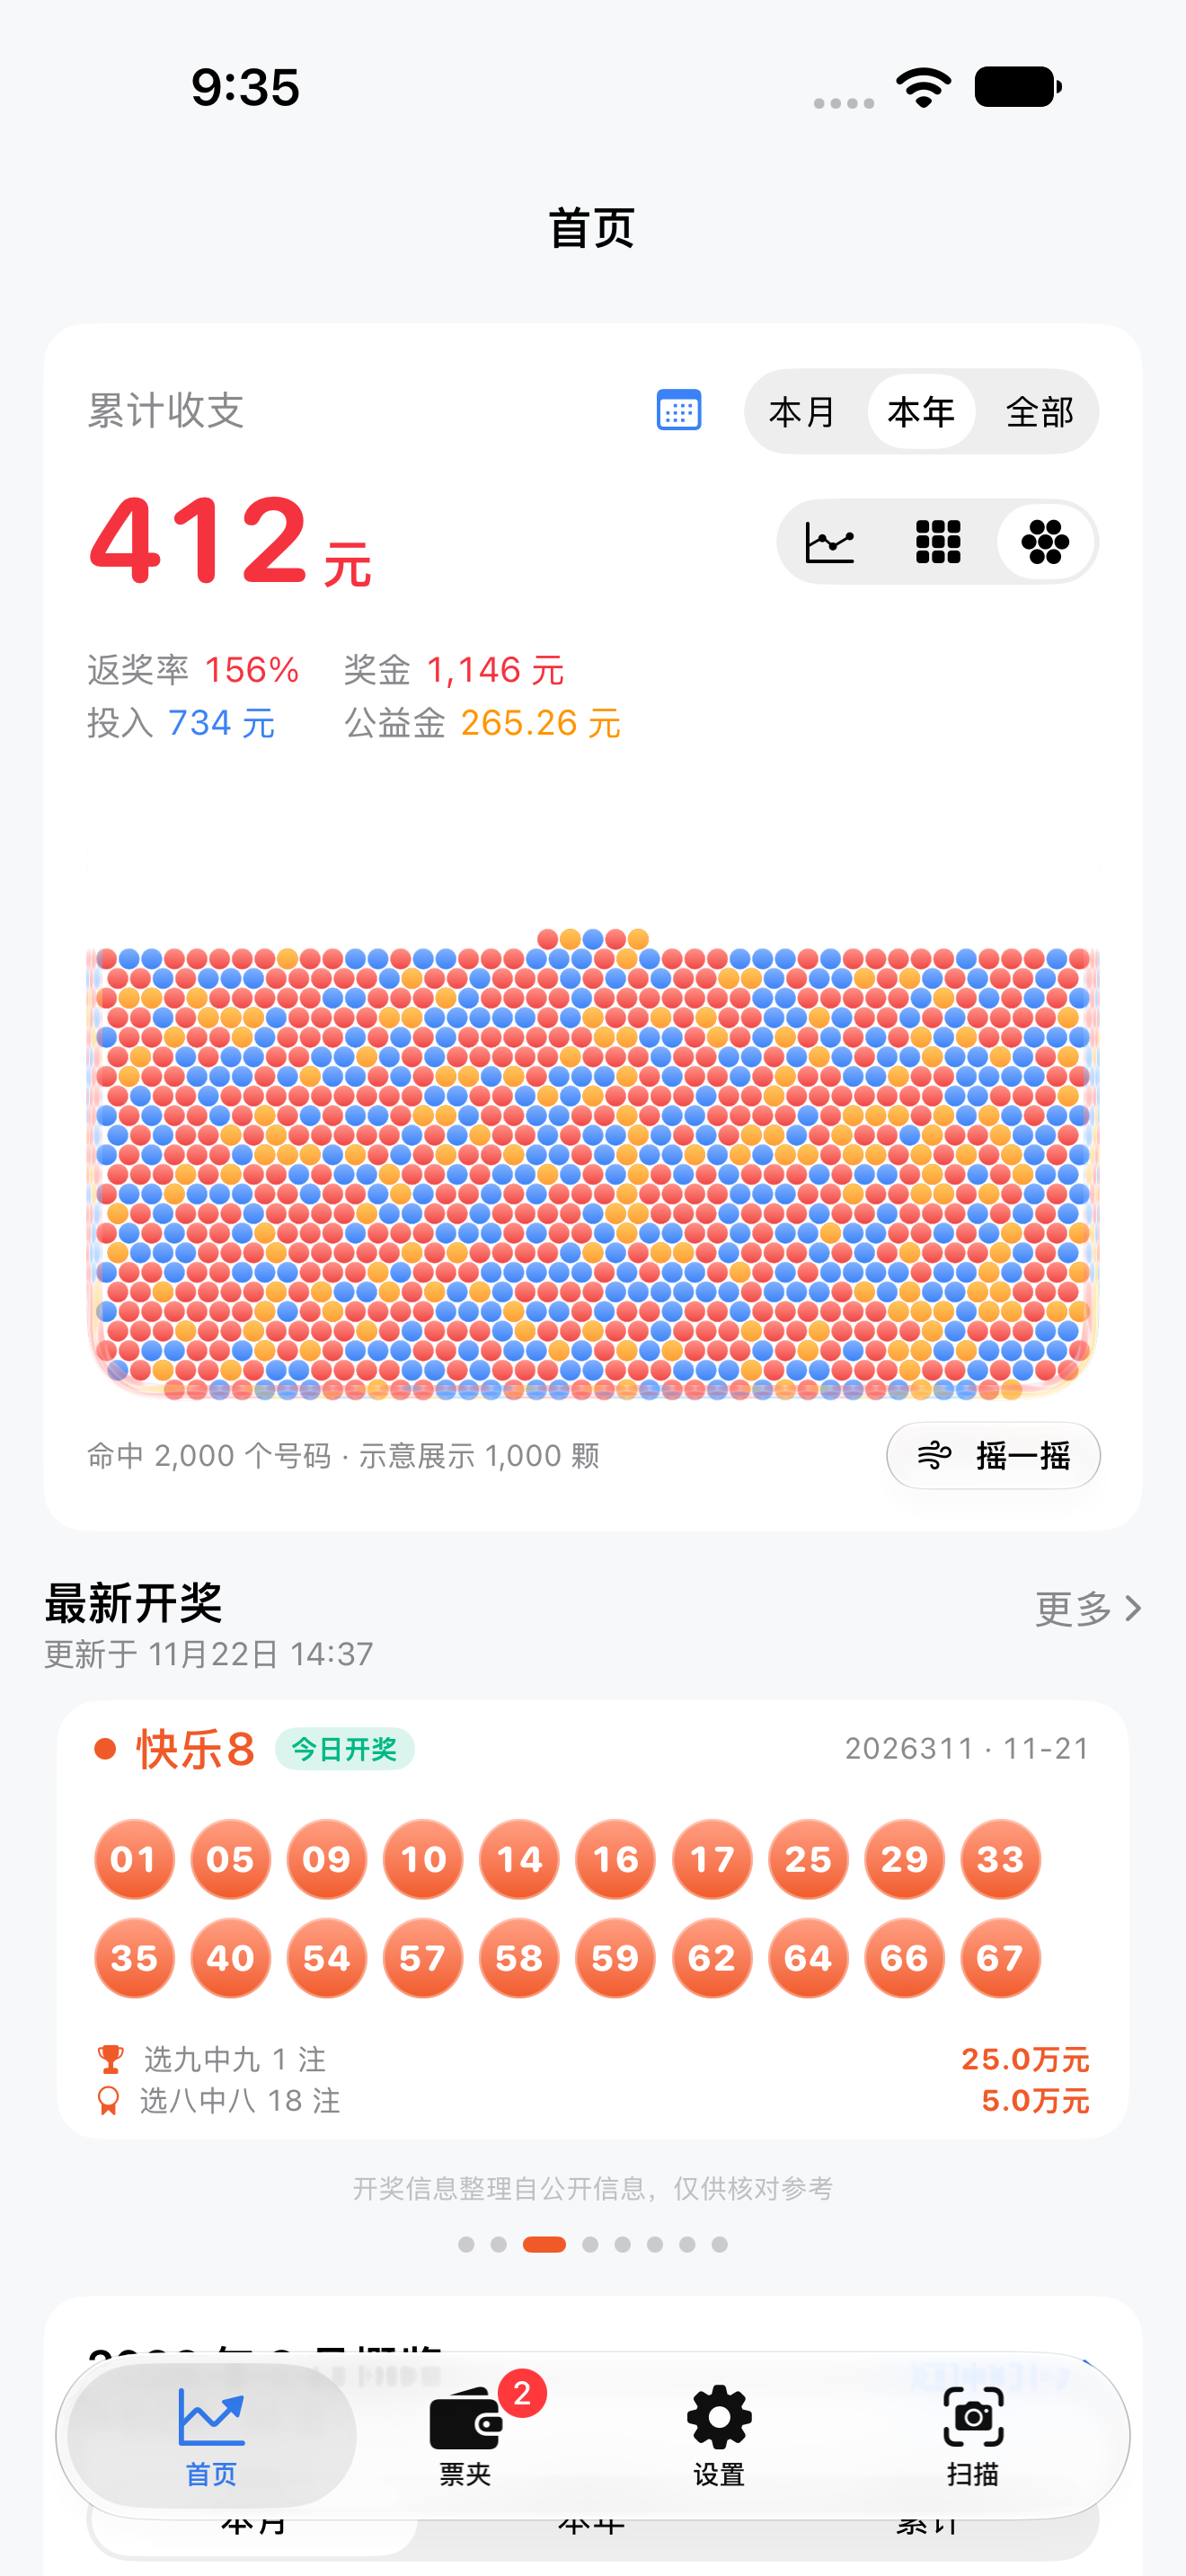 9:35
首页
累计收支
本月 本年 全部
412 元
返奖率 156% 奖金 1,146 元
投入 734 元 公益金 265.26 元
命中 2,000 个号码 · 示意展示 1,000 颗
摇一摇
最新开奖
更多
更新于 11月22日 14:37
快乐8 今日开奖 2026311 · 11-21
01 05 09 10 14 16 17 25 29 33
35 40 54 57 58 59 62 64 66 67
选九中九 1 注 25.0万元
选八中八 18 注 5.0万元
开奖信息整理自公开信息，仅供核对参考
2
首页 票夹 设置 扫描
本月 本年 累计